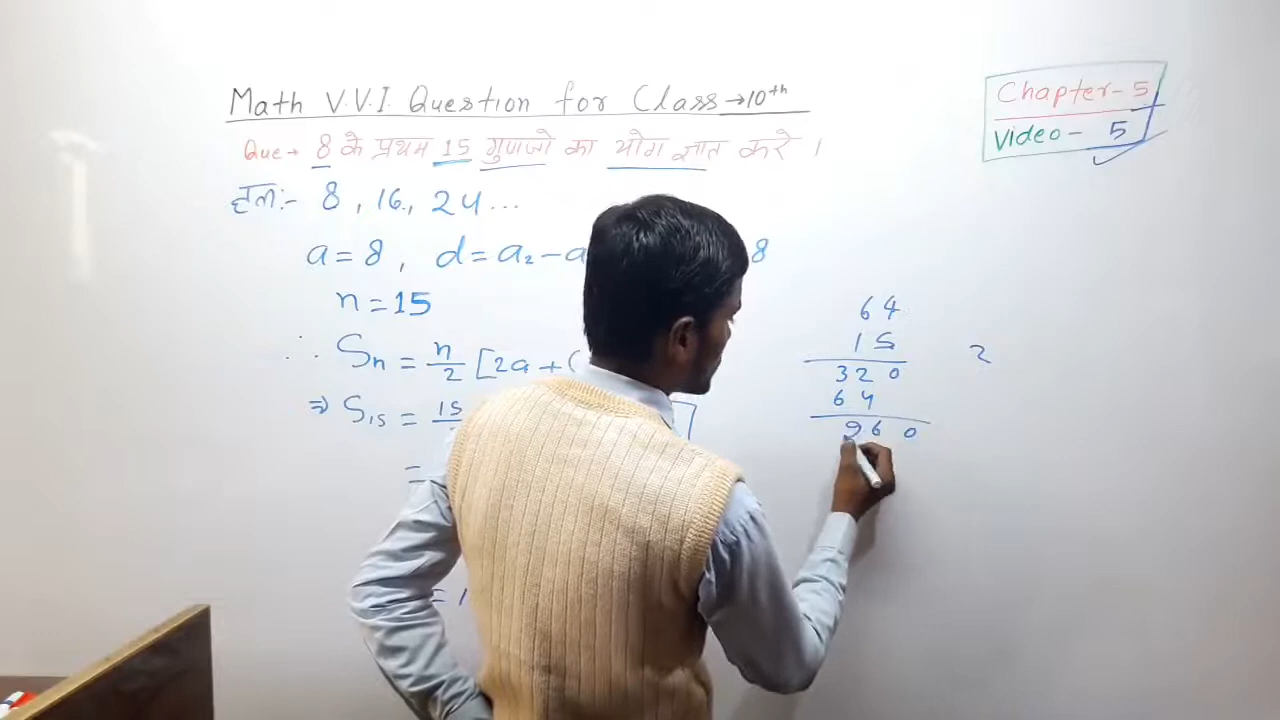 Math V.V.I. Question for Class→10th
Que→ 8 के प्रथम 15 गुणजो का योग ज्ञात करे ।
हल:- 8 , 16 , 24 ...
a = 8 , d = a₂ – a 8
n = 15
∴ Sn = n/2 [2a + (
⇒ S₁₅ = 15
=
= 1
Chapter- 5
Video- 5
64
15
320
64
960
2